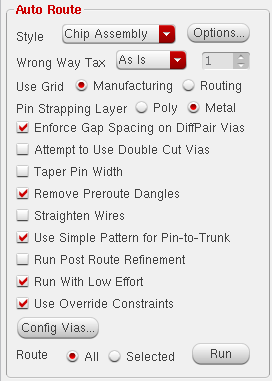 Auto Route
Style Chip Assembly Options...
Wrong Way Tax As Is 1
Use Grid Manufacturing Routing
Pin Strapping Layer Poly Metal
Enforce Gap Spacing on DiffPair Vias
Attempt to Use Double Cut Vias
Taper Pin Width
Remove Preroute Dangles
Straighten Wires
Use Simple Pattern for Pin-to-Trunk
Run Post Route Refinement
Run With Low Effort
Use Override Constraints
Config Vias...
Route All Selected Run